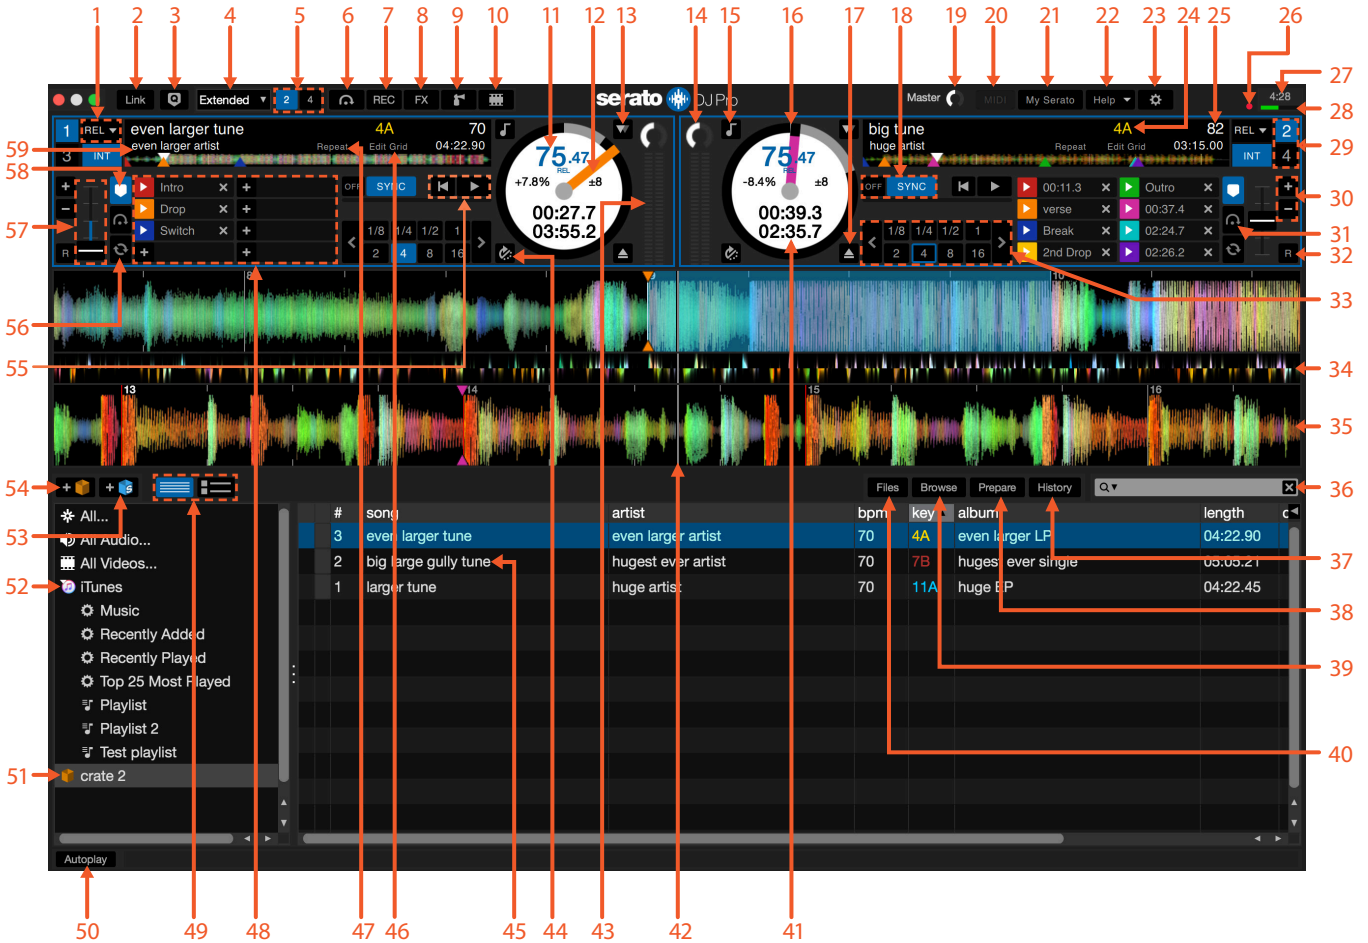 1 2 3 4 5 6 7 8 9 10 11 12 13 14 15 16 17 18 19 20 21 22 23 24 25 26
27
28
29
30
31
32
33
34
35
36
37
38
39
40
59
58
57
56
55
54
53
52
51
Link Extended ▼ 2 4 REC FX serato DJ Pro Master MIDI My Serato Help ▼ 4:28
1 REL ▼ even larger tune 4A 70
3 INT even larger artist Repeat Edit Grid 04:22.90
+ Intro × +
− Drop × +
Switch × +
R + +
OFF SYNC
1/8 1/4 1/2 1
< >
2 4 8 16
75.47
REL
+7.8% ±8
00:27.7
03:55.2
75.47
REL
-8.4% ±8
00:39.3
02:35.7
big tune 4A 82 REL ▼ 2
huge artist Repeat Edit Grid 03:15.00 INT 4
OFF SYNC
1/8 1/4 1/2 1
< >
2 4 8 16
00:11.3 × Outro × +
verse × 00:37.4 × −
Break × 02:24.7 ×
2nd Drop × 02:26.2 × R
8 9 10
13 14 15 16
+ + S Files Browse Prepare History
All...
All Audio...
All Videos...
iTunes
Music
Recently Added
Recently Played
Top 25 Most Played
Playlist
Playlist 2
Test playlist
crate 2
# song artist bpm key album length c
3 even larger tune even larger artist 70 4A even larger LP 04:22.90
2 big large gully tune hugest ever artist 70 7B hugest ever single 05:05.21
1 larger tune huge artist 70 11A huge EP 04:22.45
Autoplay
50 49 48 47 46 45 44 43 42 41